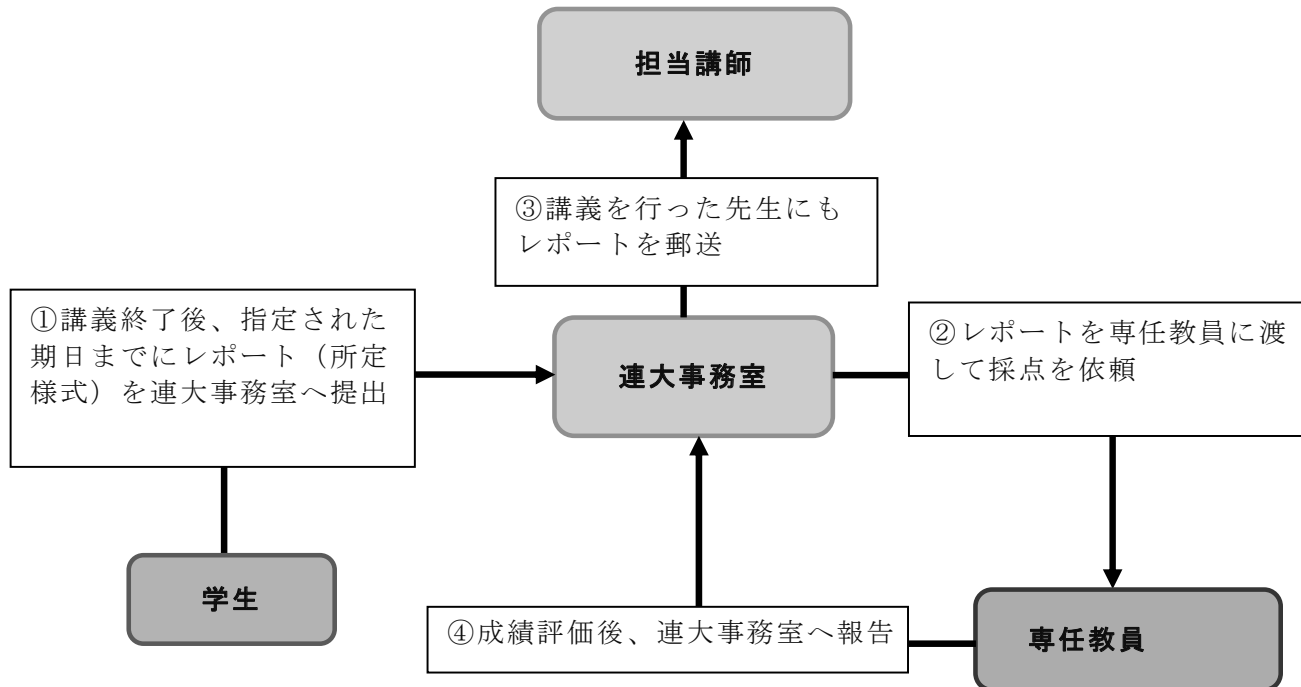 担当講師
③講義を行った先生にも
レポートを郵送
①講義終了後、指定された
期日までにレポート（所定
様式）を連大事務室へ提出
連大事務室
②レポートを専任教員に渡
して採点を依頼
学生
④成績評価後、連大事務室へ報告
専任教員